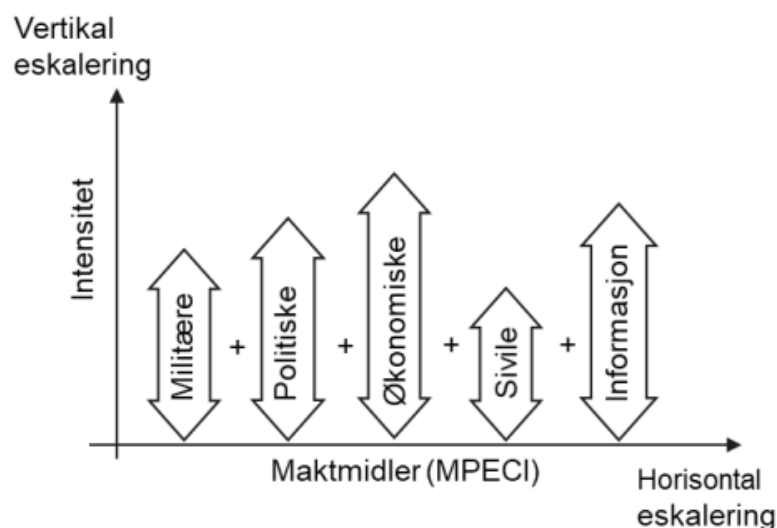 Vertikal
eskalering
Intensitet
Militære
+
Politiske
+
Økonomiske
+
Sivile
+
Informasjon
Maktmidler (MPECI)
Horisontal
eskalering